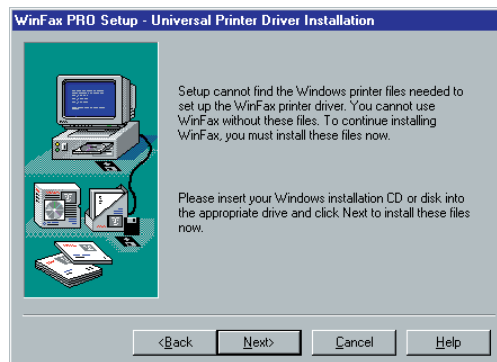 WinFax PRO Setup - Universal Printer Driver Installation
Setup cannot find the Windows printer files needed to
set up the WinFax printer driver. You cannot use
WinFax without these files. To continue installing
WinFax, you must install these files now.
Please insert your Windows installation CD or disk into
the appropriate drive and click Next to install these files
now.
<Back Next> Cancel Help